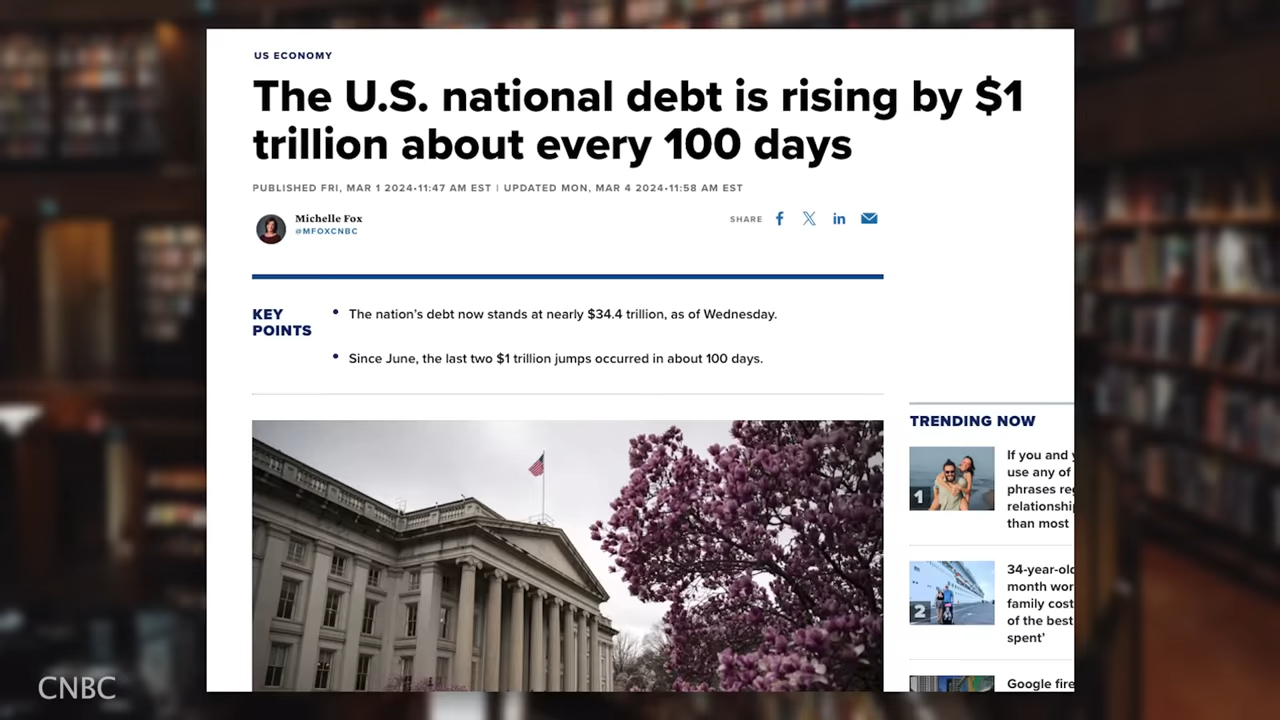 US ECONOMY
The U.S. national debt is rising by $1
trillion about every 100 days
PUBLISHED FRI, MAR 1 2024•11:47 AM EST | UPDATED MON, MAR 4 2024•11:58 AM EST
Michelle Fox
@MFOXCNBC
SHARE
KEY
POINTS
• The nation’s debt now stands at nearly $34.4 trillion, as of Wednesday.
• Since June, the last two $1 trillion jumps occurred in about 100 days.
TRENDING NOW
1
If you and
use any of
phrases
than most
2
month
family cost
of the best
spent’
Google fire
CNBC